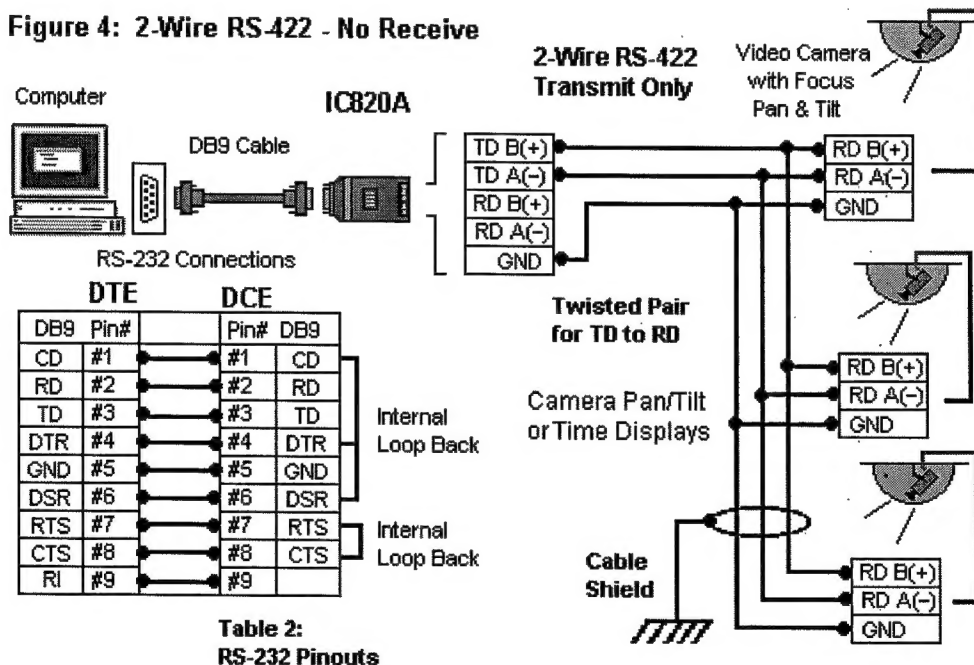 Figure 4: 2-Wire RS-422 - No Receive
2-Wire RS-422
Transmit Only
Video Camera
with Focus
Pan & Tilt
Computer
IC820A
DB9 Cable
TD B(+)
TD A(-)
RD B(+)
RD A(-)
GND
RD B(+)
RD A(-)
GND
RS-232 Connections
DTE DCE
DB9 Pin# Pin# DB9
CD #1 #1 CD
RD #2 #2 RD
TD #3 #3 TD
DTR #4 #4 DTR
GND #5 #5 GND
DSR #6 #6 DSR
RTS #7 #7 RTS
CTS #8 #8 CTS
RI #9 #9
Internal
Loop Back
Internal
Loop Back
Twisted Pair
for TD to RD
Camera Pan/Tilt
or Time Displays
RD B(+)
RD A(-)
GND
Cable
Shield
RD B(+)
RD A(-)
GND
Table 2:
RS-232 Pinouts